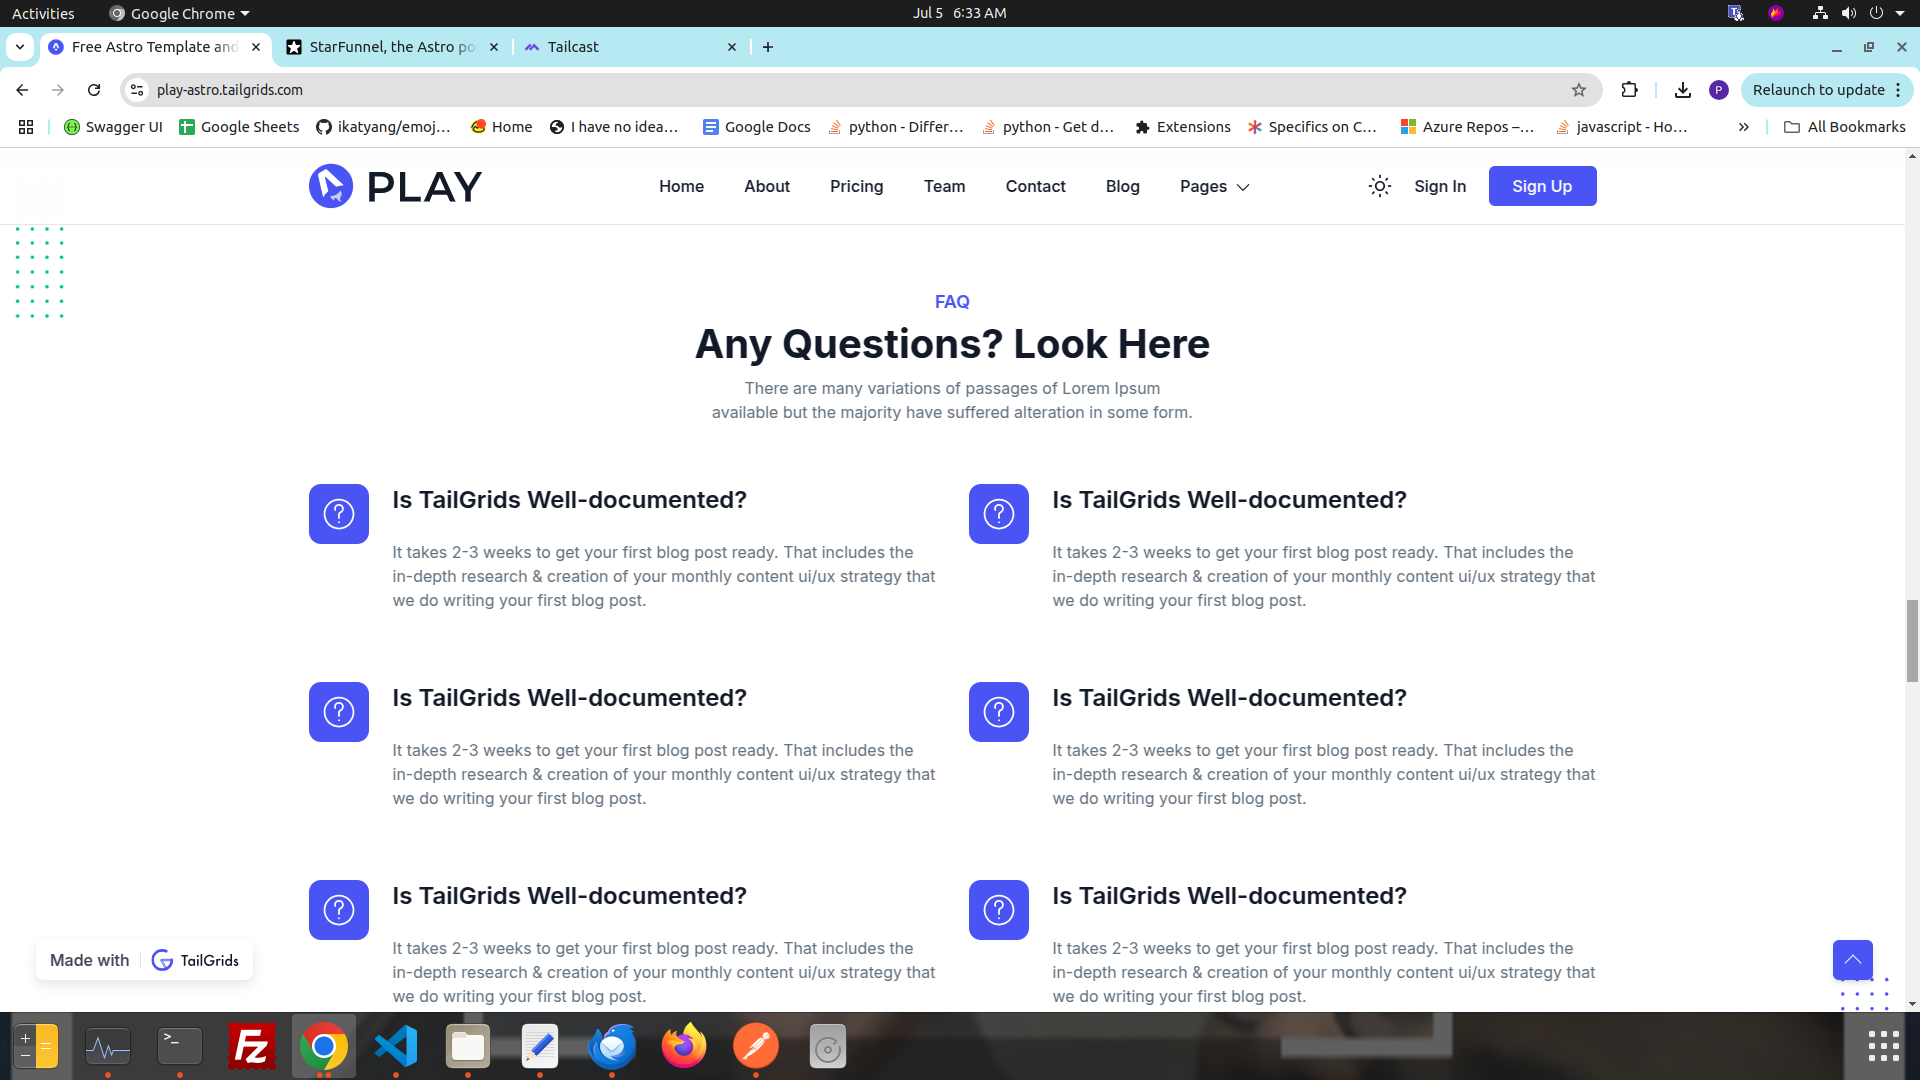 Activities
Google Chrome
Jul 5 6:33 AM
Free Astro Template and
StarFunnel, the Astro po
Tailcast
play-astro.tailgrids.com
P
Relaunch to update
Swagger UI
Google Sheets
ikatyang/emoj...
Home
I have no idea...
Google Docs
python - Differ...
python - Get d...
Extensions
Specifics on C...
Azure Repos –...
javascript - Ho...
All Bookmarks
PLAY
Home
About
Pricing
Team
Contact
Blog
Pages
Sign In
Sign Up
FAQ
Any Questions? Look Here
There are many variations of passages of Lorem Ipsum
available but the majority have suffered alteration in some form.
Is TailGrids Well-documented?
It takes 2-3 weeks to get your first blog post ready. That includes the
in-depth research & creation of your monthly content ui/ux strategy that
we do writing your first blog post.
Is TailGrids Well-documented?
It takes 2-3 weeks to get your first blog post ready. That includes the
in-depth research & creation of your monthly content ui/ux strategy that
we do writing your first blog post.
Is TailGrids Well-documented?
It takes 2-3 weeks to get your first blog post ready. That includes the
in-depth research & creation of your monthly content ui/ux strategy that
we do writing your first blog post.
Is TailGrids Well-documented?
It takes 2-3 weeks to get your first blog post ready. That includes the
in-depth research & creation of your monthly content ui/ux strategy that
we do writing your first blog post.
Is TailGrids Well-documented?
It takes 2-3 weeks to get your first blog post ready. That includes the
in-depth research & creation of your monthly content ui/ux strategy that
we do writing your first blog post.
Is TailGrids Well-documented?
It takes 2-3 weeks to get your first blog post ready. That includes the
in-depth research & creation of your monthly content ui/ux strategy that
we do writing your first blog post.
Made with
TailGrids
Fz